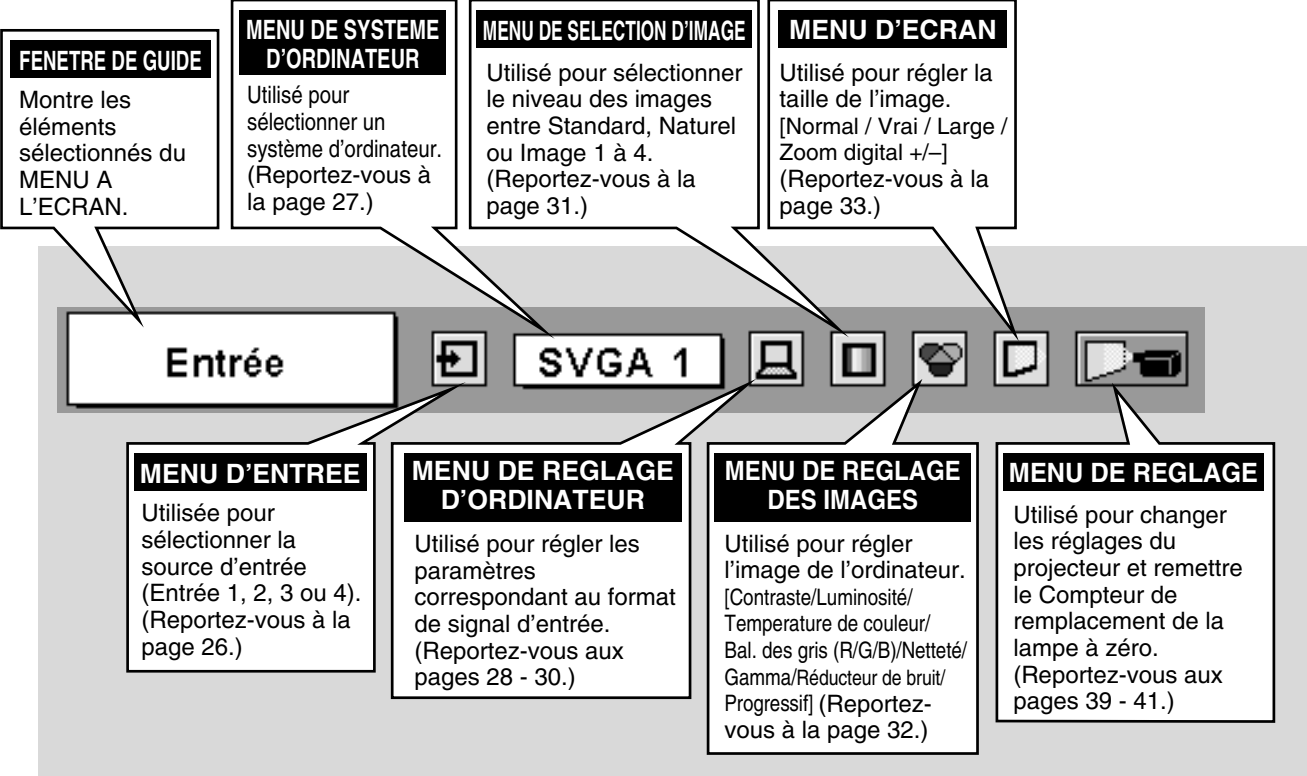 FENETRE DE GUIDE
Montre les
éléments
sélectionnés du
MENU A
L'ECRAN.
MENU DE SYSTEME
D'ORDINATEUR
Utilisé pour
sélectionner un
système d'ordinateur.
(Reportez-vous à
la page 27.)
MENU DE SELECTION D'IMAGE
Utilisé pour sélectionner
le niveau des images
entre Standard, Naturel
ou Image 1 à 4.
(Reportez-vous à la
page 31.)
MENU D'ECRAN
Utilisé pour régler la
taille de l'image.
[Normal / Vrai / Large /
Zoom digital +/–]
(Reportez-vous à la
page 33.)
Entrée
SVGA 1
MENU D'ENTREE
Utilisée pour
sélectionner la
source d'entrée
(Entrée 1, 2, 3 ou 4).
(Reportez-vous à la
page 26.)
MENU DE REGLAGE
D'ORDINATEUR
Utilisé pour régler les
paramètres
correspondant au format
de signal d'entrée.
(Reportez-vous aux
pages 28 - 30.)
MENU DE REGLAGE
DES IMAGES
Utilisé pour régler
l'image de l'ordinateur.
[Contraste/Luminosité/
Temperature de couleur/
Bal. des gris (R/G/B)/Netteté/
Gamma/Réducteur de bruit/
Progressif] (Reportez-
vous à la page 32.)
MENU DE REGLAGE
Utilisé pour changer
les réglages du
projecteur et remettre
le Compteur de
remplacement de la
lampe à zéro.
(Reportez-vous aux
pages 39 - 41.)